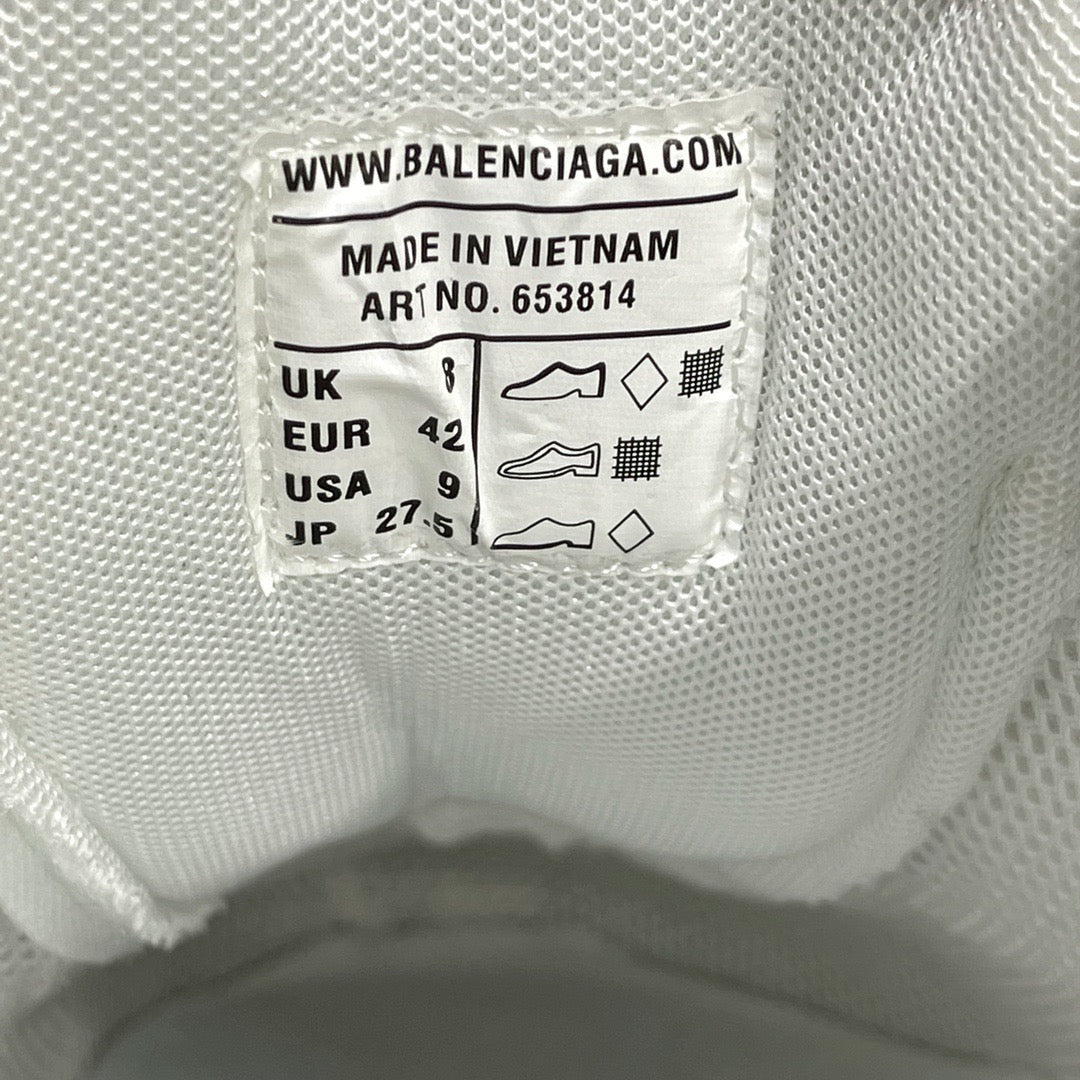 WWW.BALENCIAGA.COM
MADE IN VIETNAM
ART NO. 653814
UK 8
EUR 42
USA 9
JP 27.5